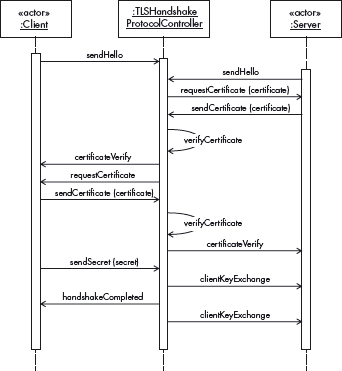 «actor»
:Client
:TLSHandshake
ProtocolController
«actor»
:Server
sendHello
sendHello
requestCertificate (certificate)
sendCertificate (certificate)
verifyCertificate
certificateVerify
requestCertificate
sendCertificate (certificate)
verifyCertificate
certificateVerify
sendSecret (secret)
clientKeyExchange
handshakeCompleted
clientKeyExchange